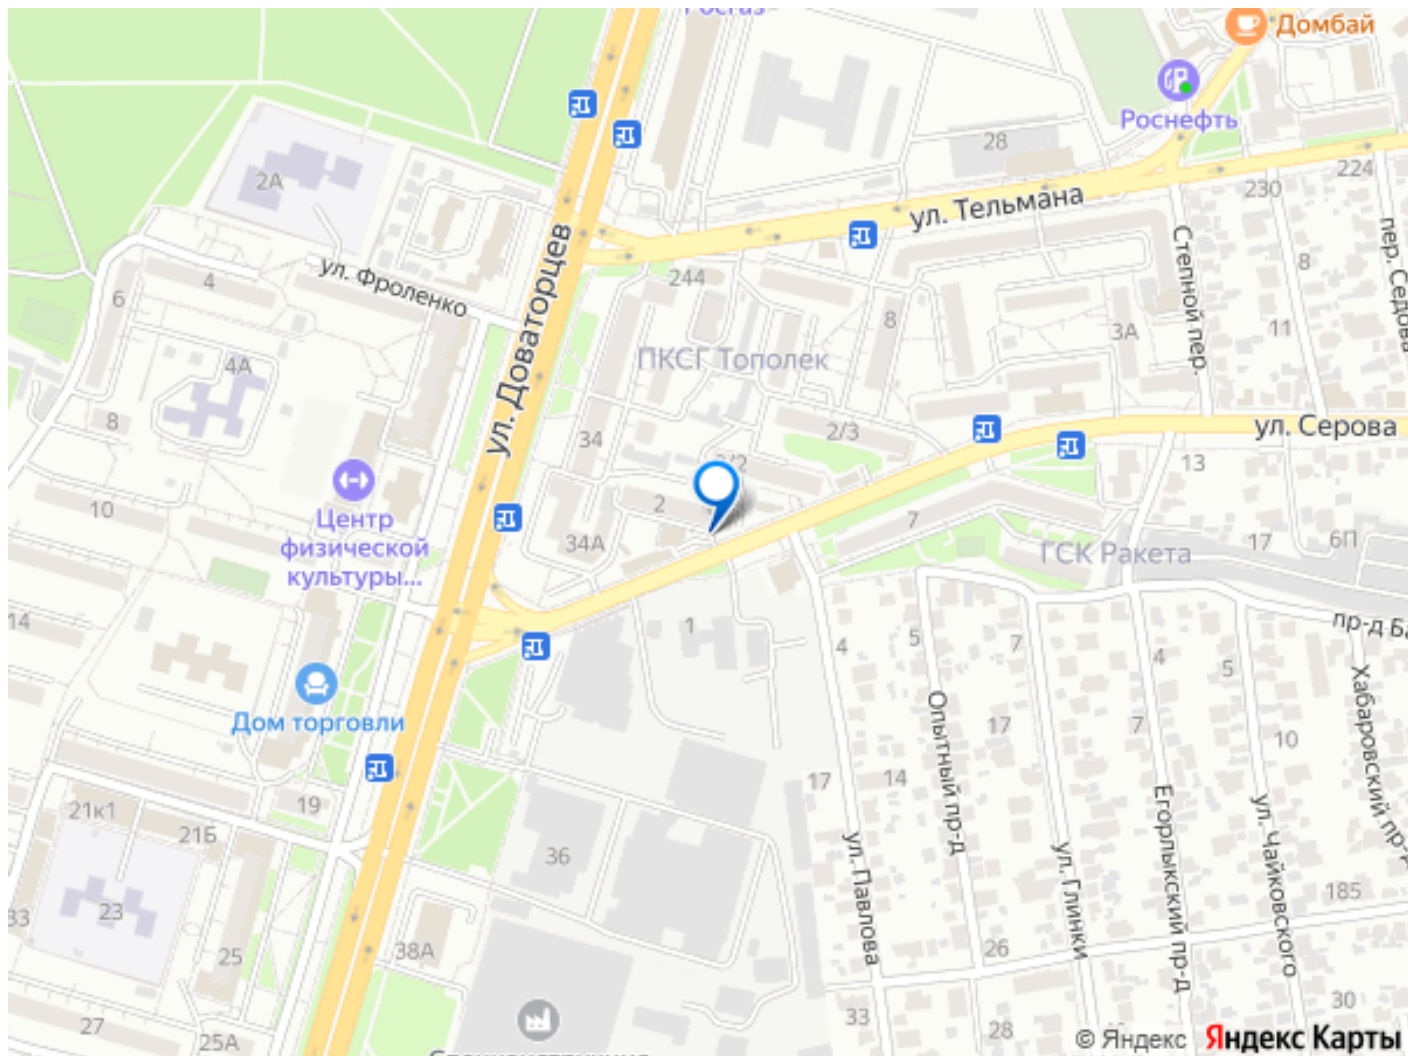 Росгаз
Домбай
Роснефть
28
2А
224
230
ул. Тельмана
ул. Фроленко
ул. Доваторцев
Степной пер.
пер. Седова
4
6
244
8
8
11
3А
4А
ПКСГ Тополек
8
34
2/3
ул. Серова
13
2
10
34А
7
17
6П
ГСК Ракета
Центр
физической
культуры...
14
1
4
5
7
4
5
пр-д Ба
Дом торговли
Опытный пр-д
17
7
10
Хабаровский пр-д
17
14
19
21к1
21Б
36
ул. Павлова
ул. Глинки
Егорлыкский пр-д
ул. Чайковского
185
23
33
25
38А
26
27
25А
33
28
30
© Яндекс
Яндекс Карты